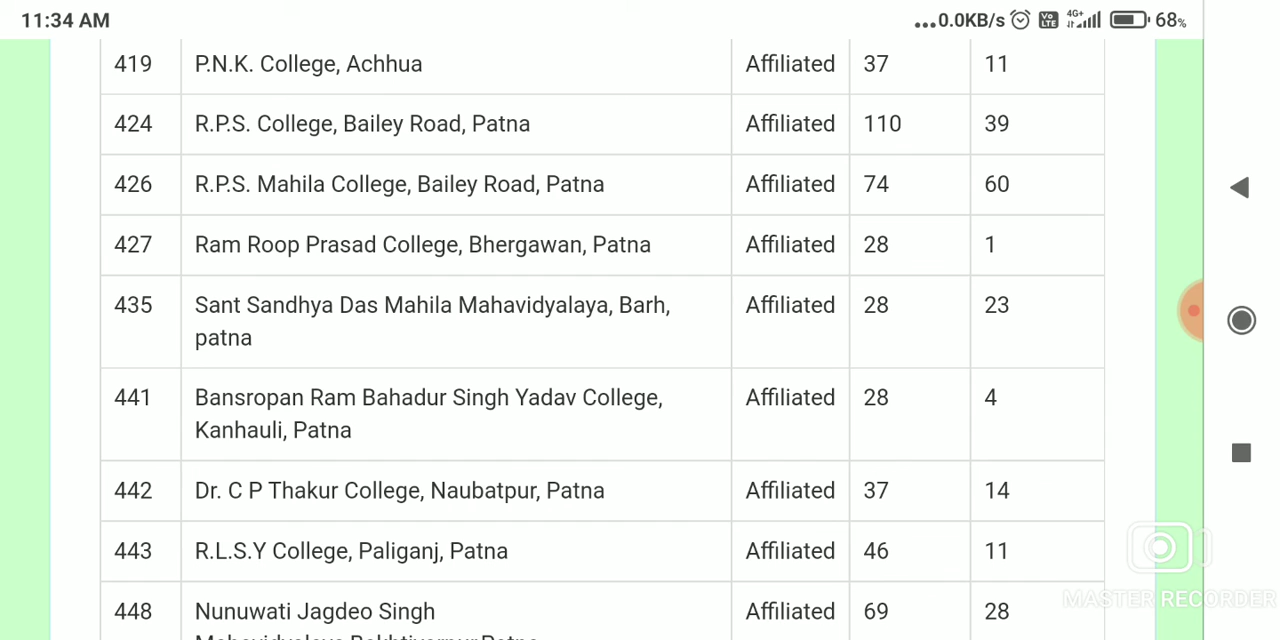 11:34 AM
...0.0KB/s Vo LTE 4G+ 68%
419 P.N.K. College, Achhua Affiliated 37 11
424 R.P.S. College, Bailey Road, Patna Affiliated 110 39
426 R.P.S. Mahila College, Bailey Road, Patna Affiliated 74 60
427 Ram Roop Prasad College, Bhergawan, Patna Affiliated 28 1
435 Sant Sandhya Das Mahila Mahavidyalaya, Barh, Affiliated 28 23
patna
441 Bansropan Ram Bahadur Singh Yadav College, Affiliated 28 4
Kanhauli, Patna
442 Dr. C P Thakur College, Naubatpur, Patna Affiliated 37 14
443 R.L.S.Y College, Paliganj, Patna Affiliated 46 11
MASTER RECORDER
448 Nunuwati Jagdeo Singh Affiliated 69 28